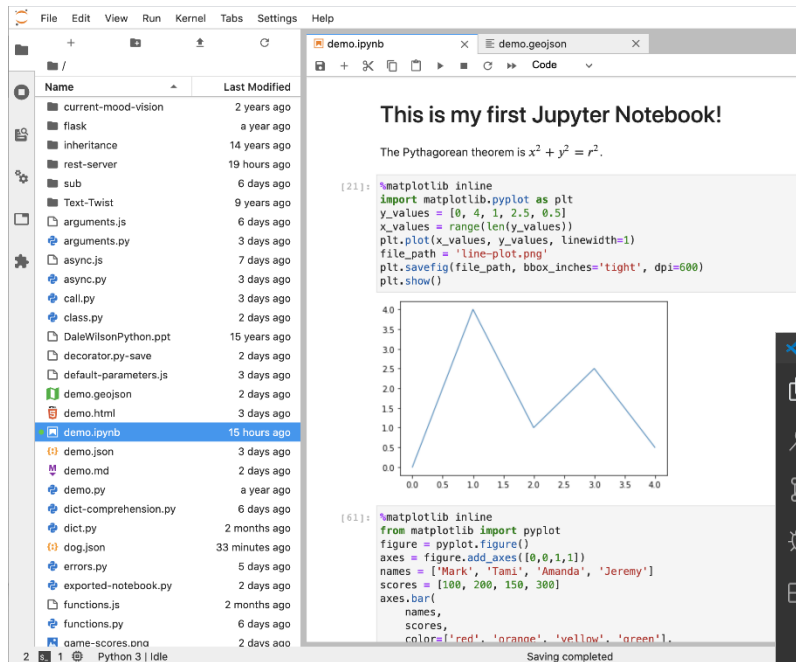 File Edit View Run Kernel Tabs Settings Help
/
Name Last Modified
current-mood-vision 2 years ago
flask a year ago
inheritance 14 years ago
rest-server 19 hours ago
sub 6 days ago
Text-Twist 9 years ago
arguments.js 6 days ago
arguments.py 3 days ago
async.js 7 days ago
async.py 3 days ago
call.py 3 days ago
class.py 2 days ago
DaleWilsonPython.ppt 15 years ago
decorator.py-save 2 days ago
default-parameters.js 3 days ago
demo.geojson 2 days ago
demo.html 3 days ago
demo.ipynb 15 hours ago
demo.json 3 days ago
demo.md 2 days ago
demo.py a year ago
dict-comprehension.py 6 days ago
dict.py 2 months ago
dog.json 33 minutes ago
errors.py 5 days ago
exported-notebook.py 2 days ago
functions.js 2 months ago
functions.py 6 days ago
game-scores.png 2 days ago
demo.ipynb demo.geojson
Code
This is my first Jupyter Notebook!
The Pythagorean theorem is x² + y² = r².
[21]: %matplotlib inline
import matplotlib.pyplot as plt
y_values = [0, 4, 1, 2.5, 0.5]
x_values = range(len(y_values))
plt.plot(x_values, y_values, linewidth=1)
file_path = 'line-plot.png'
plt.savefig(file_path, bbox_inches='tight', dpi=600)
plt.show()
4.0
3.5
3.0
2.5
2.0
1.5
1.0
0.5
0.0
0.0 0.5 1.0 1.5 2.0 2.5 3.0 3.5 4.0
[61]: %matplotlib inline
from matplotlib import pyplot
figure = pyplot.figure()
axes = figure.add_axes([0,0,1,1])
names = ['Mark', 'Tami', 'Amanda', 'Jeremy']
scores = [100, 200, 150, 300]
axes.bar(
names,
scores,
color=['red', 'orange', 'yellow', 'green'],
2 1 Python 3 | Idle Saving completed